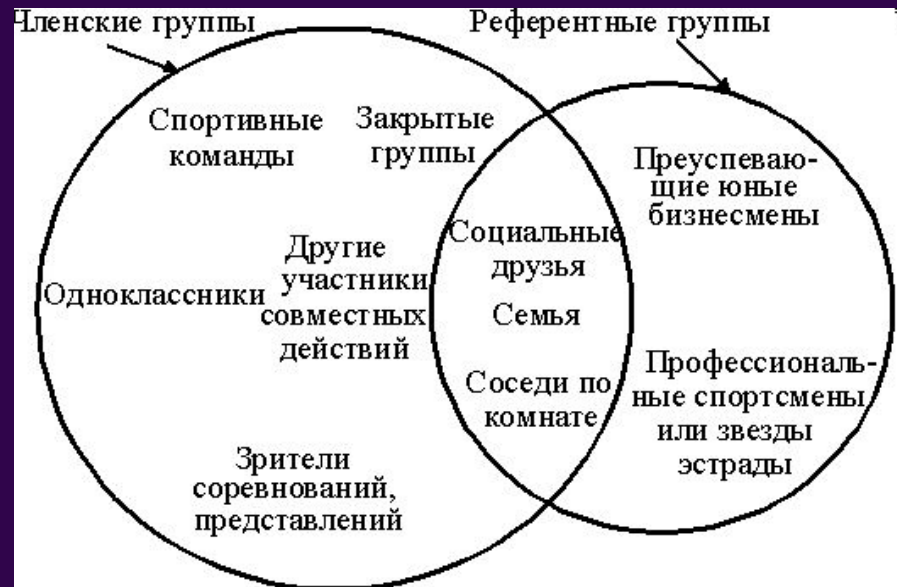 Членские группы
Референтные группы
Спортивные
команды
Закрытые
группы
Преуспеваю-
щие юные
бизнесмены
Одноклассники
Другие
участники
совместных
действий
Социальные
друзья
Семья
Соседи по
комнате
Профессиональ-
ные спортсмены
или звезды
эстрады
Зрители
соревнований,
представлений